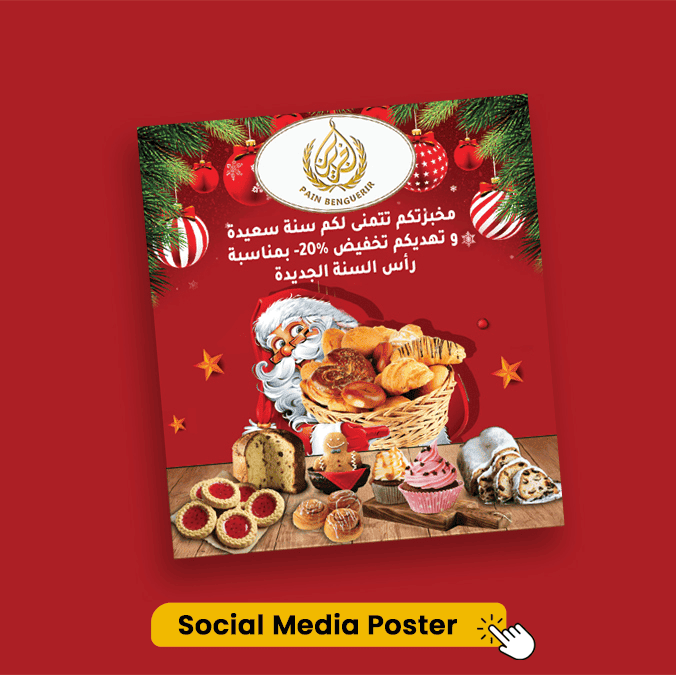 PAIN BENGUERIR
مخبزتكم تتمنى لكم سنة سعيدة
و تهديكم تخفيض 20%- بمناسبة
رأس السنة الجديدة
Social Media Poster